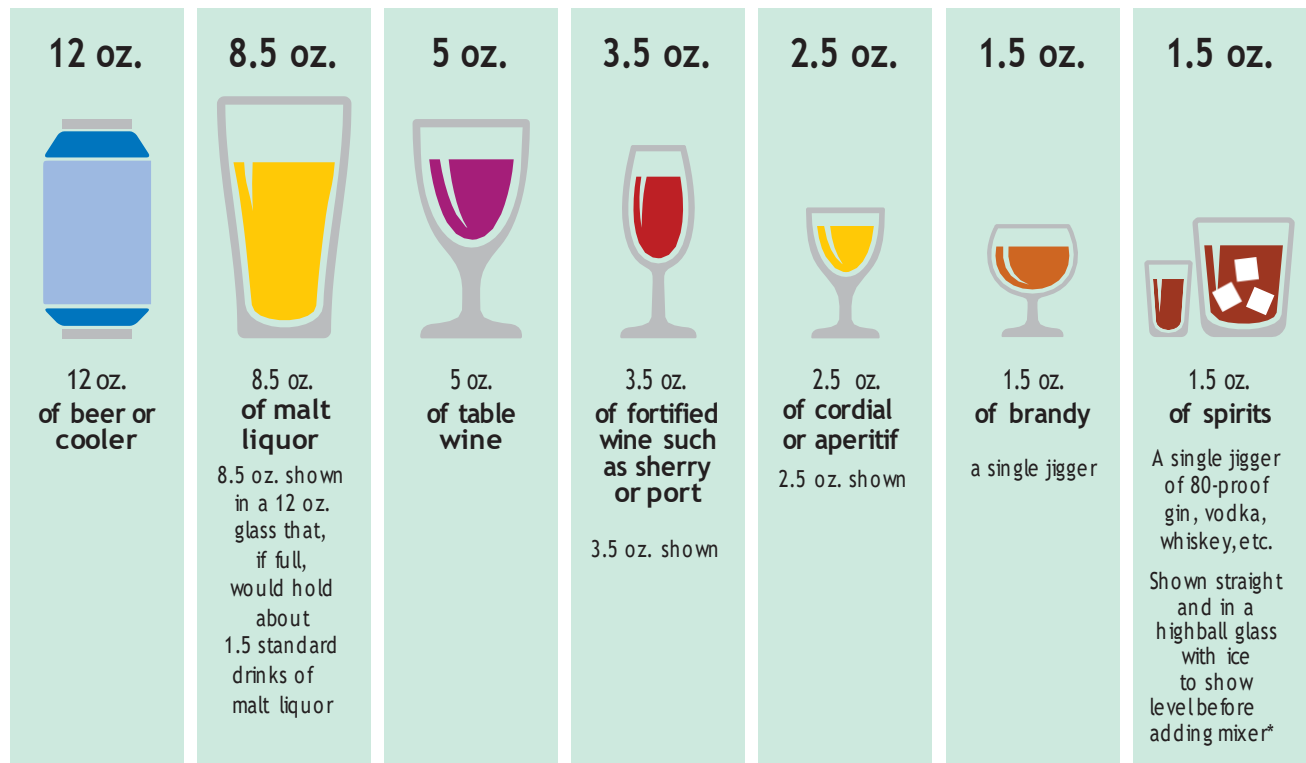 12 oz.
12 oz.
of beer or
cooler
8.5 oz.
8.5 oz.
of malt
liquor
8.5 oz. shown
in a 12 oz.
glass that,
if full,
would hold
about
1.5 standard
drinks of
malt liquor
5 oz.
5 oz.
of table
wine
3.5 oz.
3.5 oz.
of fortified
wine such
as sherry
or port
3.5 oz. shown
2.5 oz.
2.5 oz.
of cordial
or aperitif
2.5 oz. shown
1.5 oz.
1.5 oz.
of brandy
a single jigger
1.5 oz.
1.5 oz.
of spirits
A single jigger
of 80-proof
gin, vodka,
whiskey, etc.
Shown straight
and in a
highball glass
with ice
to show
level before
adding mixer*